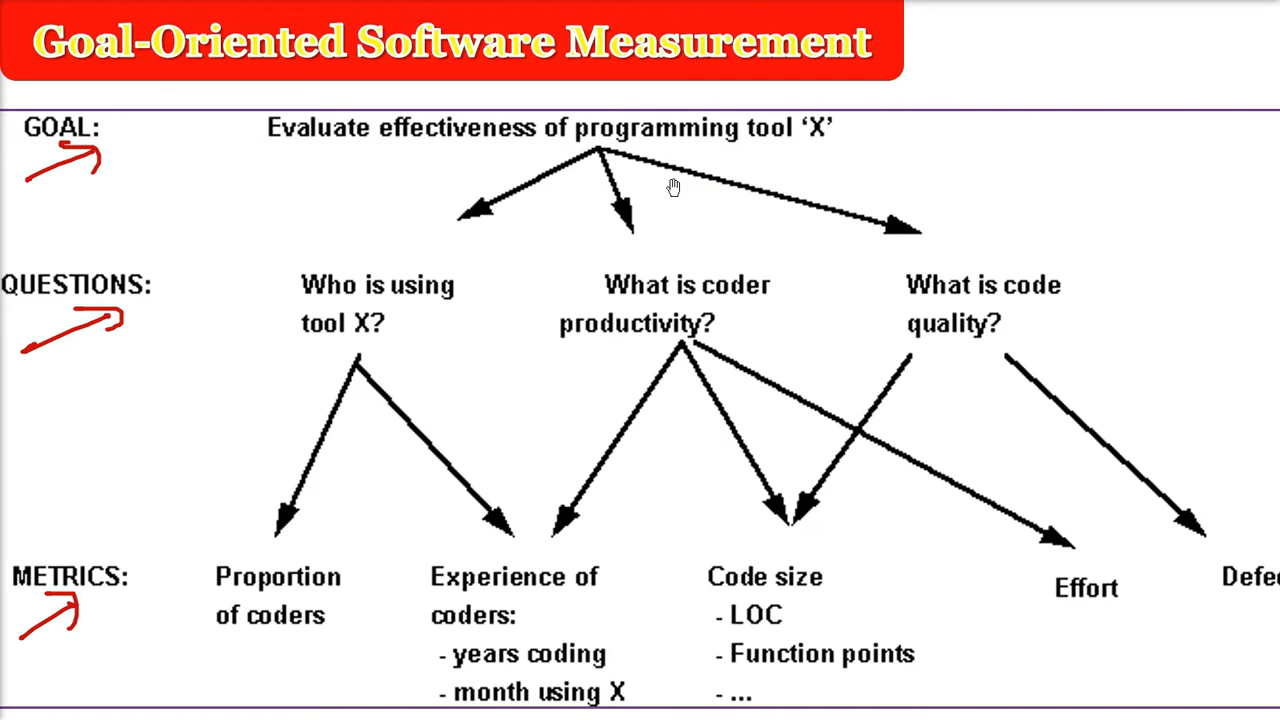 Goal-Oriented Software Measurement
GOAL: Evaluate effectiveness of programming tool ‘X’
QUESTIONS:
Who is using
tool X?
What is coder
productivity?
What is code
quality?
METRICS:
Proportion
of coders
Experience of
coders:
- years coding
- month using X
Code size
- LOC
- Function points
- ...
Effort